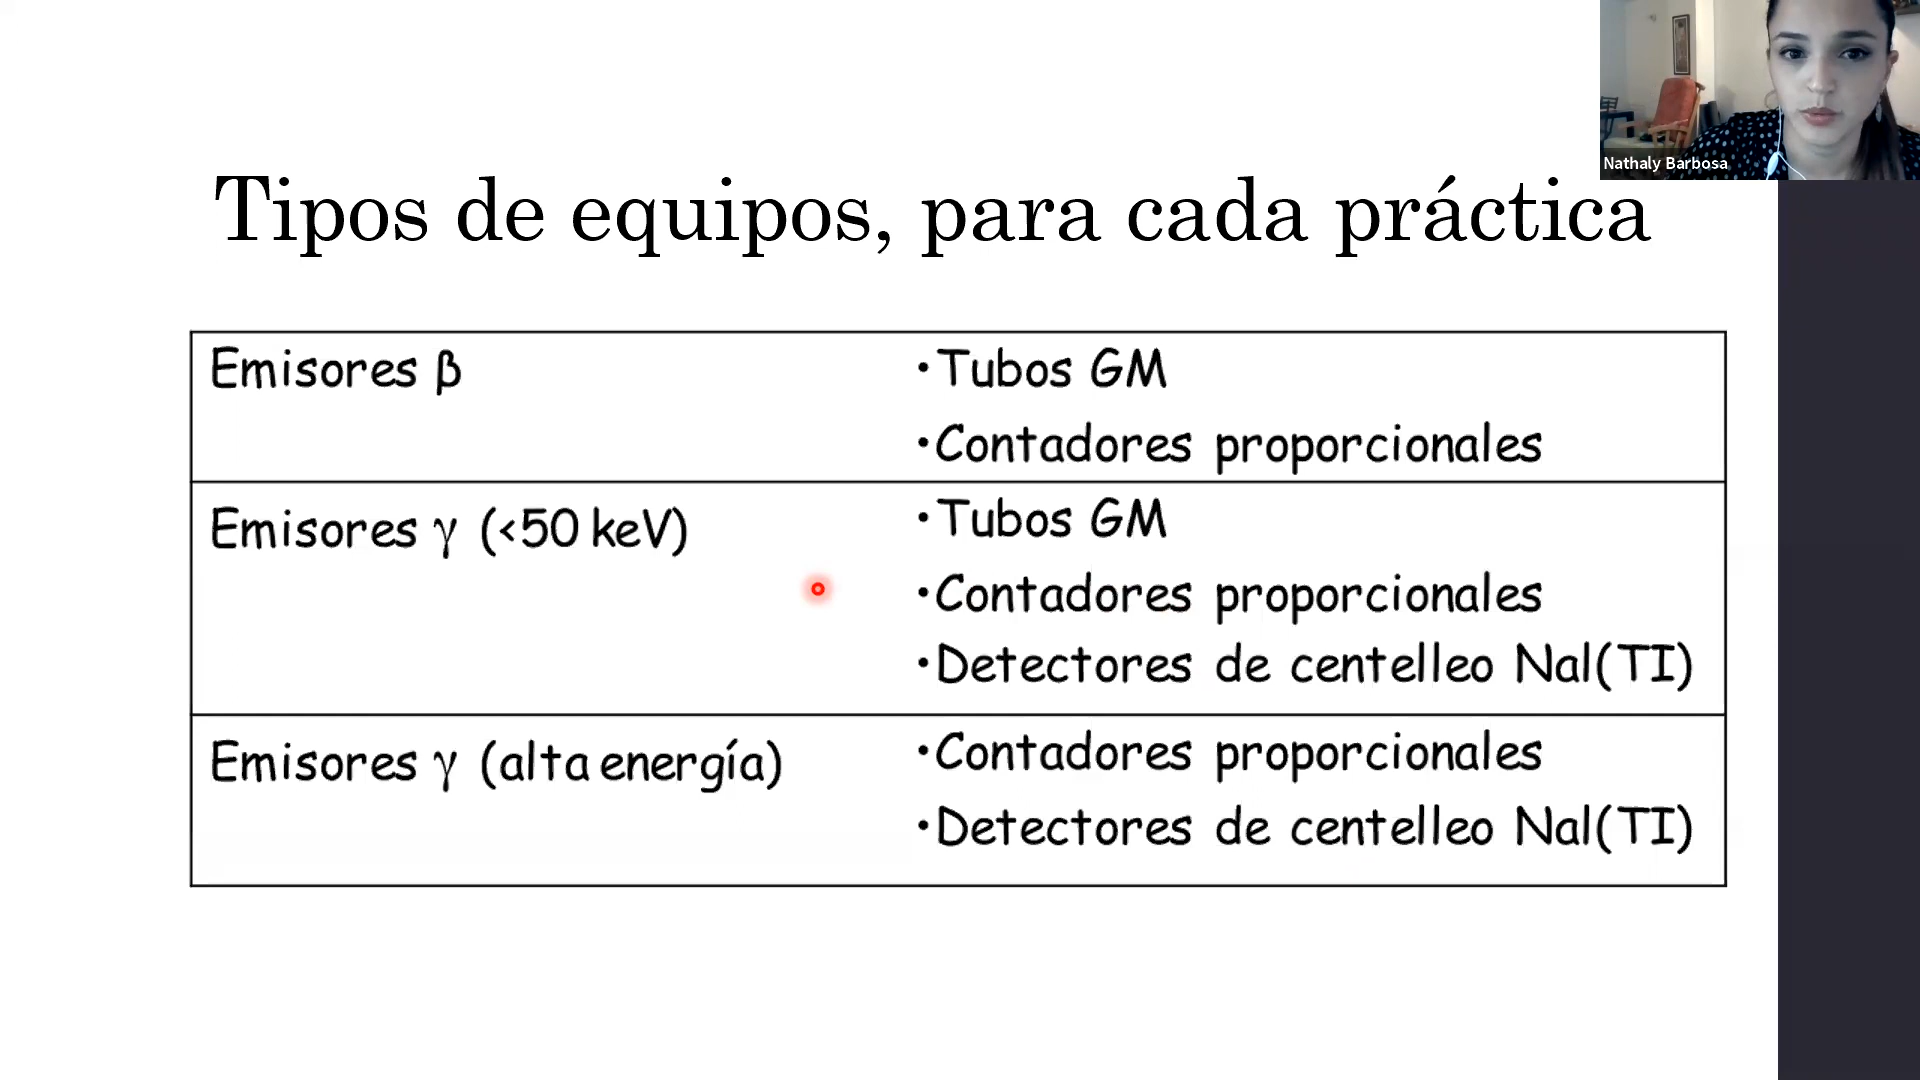 Nathaly Barbosa
Tipos de equipos, para cada práctica
Emisores β
•Tubos GM
•Contadores proporcionales
Emisores γ (<50 keV)
•Tubos GM
•Contadores proporcionales
•Detectores de centelleo NaI(TI)
Emisores γ (alta energía)
•Contadores proporcionales
•Detectores de centelleo NaI(TI)